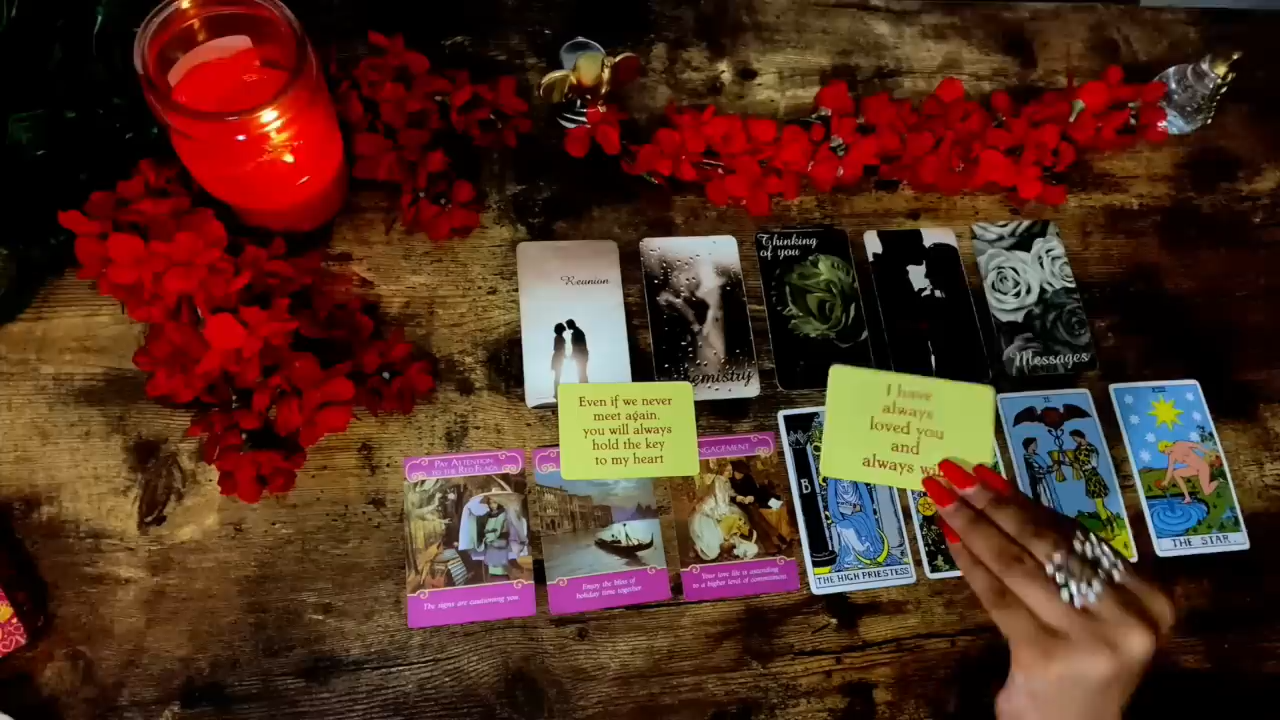 Reunion
Thinking
of you
Messages
Even if we never
meet again,
you will always
hold the key
to my heart
I have
always
loved you
and
always
PAY ATTENTION
TO THE RED FLAGS
The signs are cautioning you.
Enjoy the bliss of
holiday time together
NGAGEMENT
Your love life is ascending
to a higher level of commitment.
B
THE HIGH PRIESTESS
II
XVII
THE STAR.